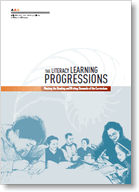 THE LITERACY LEARNING
PROGRESSIONS
Meeting the Reading and Writing Demands of the Curriculum